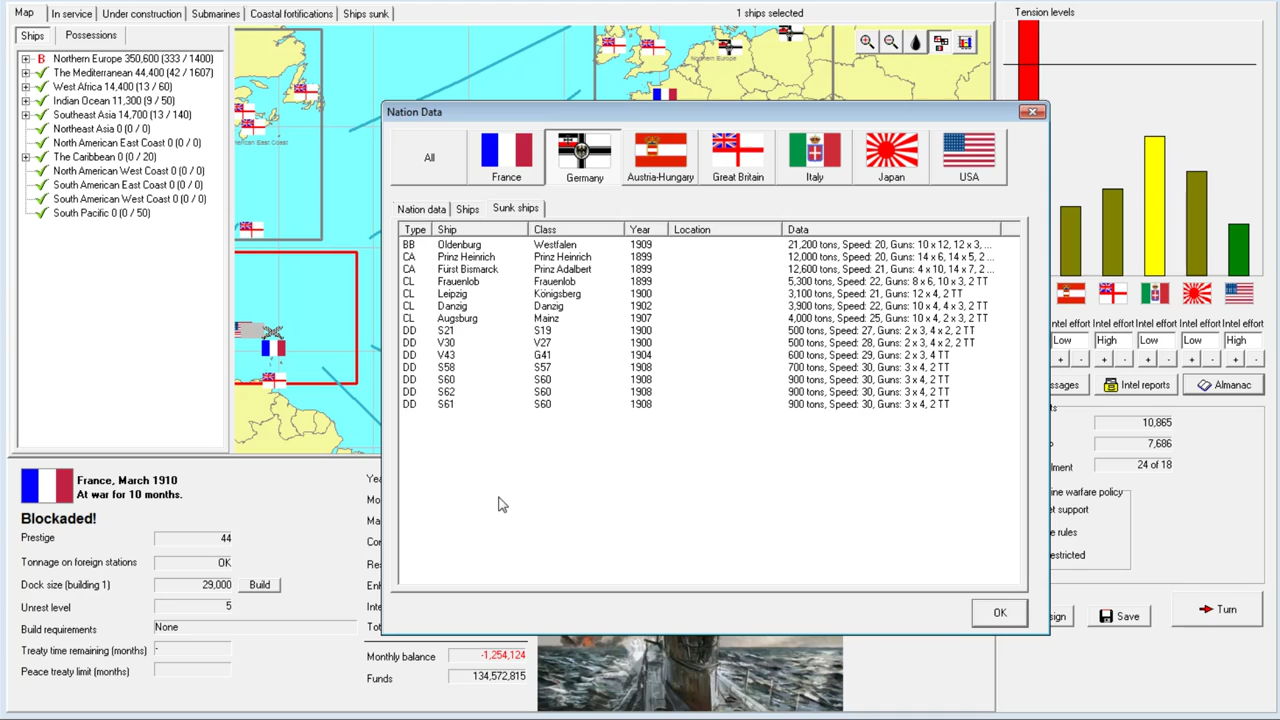 Map In service Under construction Submarines Coastal fortifications Ships sunk 1 ships selected Tension levels
Ships Possessions
B Northern Europe 350,600 (333 / 1400)
The Mediterranean 44,400 (42 / 1607)
West Africa 14,400 (13 / 60)
Indian Ocean 11,300 (9 / 50)
Southeast Asia 14,700 (13 / 140)
Northeast Asia 0 (0 / 0)
North American East Coast 0 (0 / 0)
The Caribbean 0 (0 / 20)
North American West Coast 0 (0 / 0)
South American East Coast 0 (0 / 0)
South American West Coast 0 (0 / 0)
South Pacific 0 (0 / 50)
Northern Europe
merican East Coast
Nation Data
All France Germany Austria-Hungary Great Britain Italy Japan USA
Nation data Ships Sunk ships
Type Ship Class Year Location Data
BB Oldenburg Westfalen 1909 21,200 tons, Speed: 20, Guns: 10 x 12, 12 x 3, ...
CA Prinz Heinrich Prinz Heinrich 1899 12,000 tons, Speed: 20, Guns: 14 x 6, 14 x 5, 2 ...
CA Fürst Bismarck Prinz Adalbert 1899 12,600 tons, Speed: 21, Guns: 4 x 10, 14 x 7, 2 ...
CL Frauenlob Frauenlob 1899 5,300 tons, Speed: 22, Guns: 8 x 6, 10 x 3, 2 TT
CL Leipzig Königsberg 1900 3,100 tons, Speed: 21, Guns: 12 x 4, 2 TT
CL Danzig Danzig 1902 3,900 tons, Speed: 22, Guns: 10 x 4, 4 x 3, 2 TT
CL Augsburg Mainz 1907 4,000 tons, Speed: 25, Guns: 10 x 4, 2 x 3, 2 TT
DD S21 S19 1900 500 tons, Speed: 27, Guns: 2 x 3, 4 x 2, 2 TT
DD V30 V27 1900 500 tons, Speed: 28, Guns: 2 x 3, 4 x 2, 2 TT
DD V43 G41 1904 600 tons, Speed: 29, Guns: 2 x 3, 4 TT
DD S58 S57 1908 700 tons, Speed: 30, Guns: 3 x 4, 2 TT
DD S60 S60 1908 900 tons, Speed: 30, Guns: 3 x 4, 2 TT
DD S62 S60 1908 900 tons, Speed: 30, Guns: 3 x 4, 2 TT
DD S61 S60 1908 900 tons, Speed: 30, Guns: 3 x 4, 2 TT
OK
ntel effort Intel effort Intel effort Intel effort Intel effort
Low High Low Low High
+ - + - + - + - + -
ssages Intel reports Almanac
10,865
7,686
24 of 18
ine warfare policy
et support
e rules
estricted
ign Save Turn
France, March 1910
At war for 10 months.
Blockaded!
Prestige 44
Tonnage on foreign stations OK
Dock size (building 1) 29,000 Build
Unrest level 5
Build requirements None
Treaty time remaining (months) -
Peace treaty limit (months)
Monthly balance -1,254,124
Funds 134,572,815